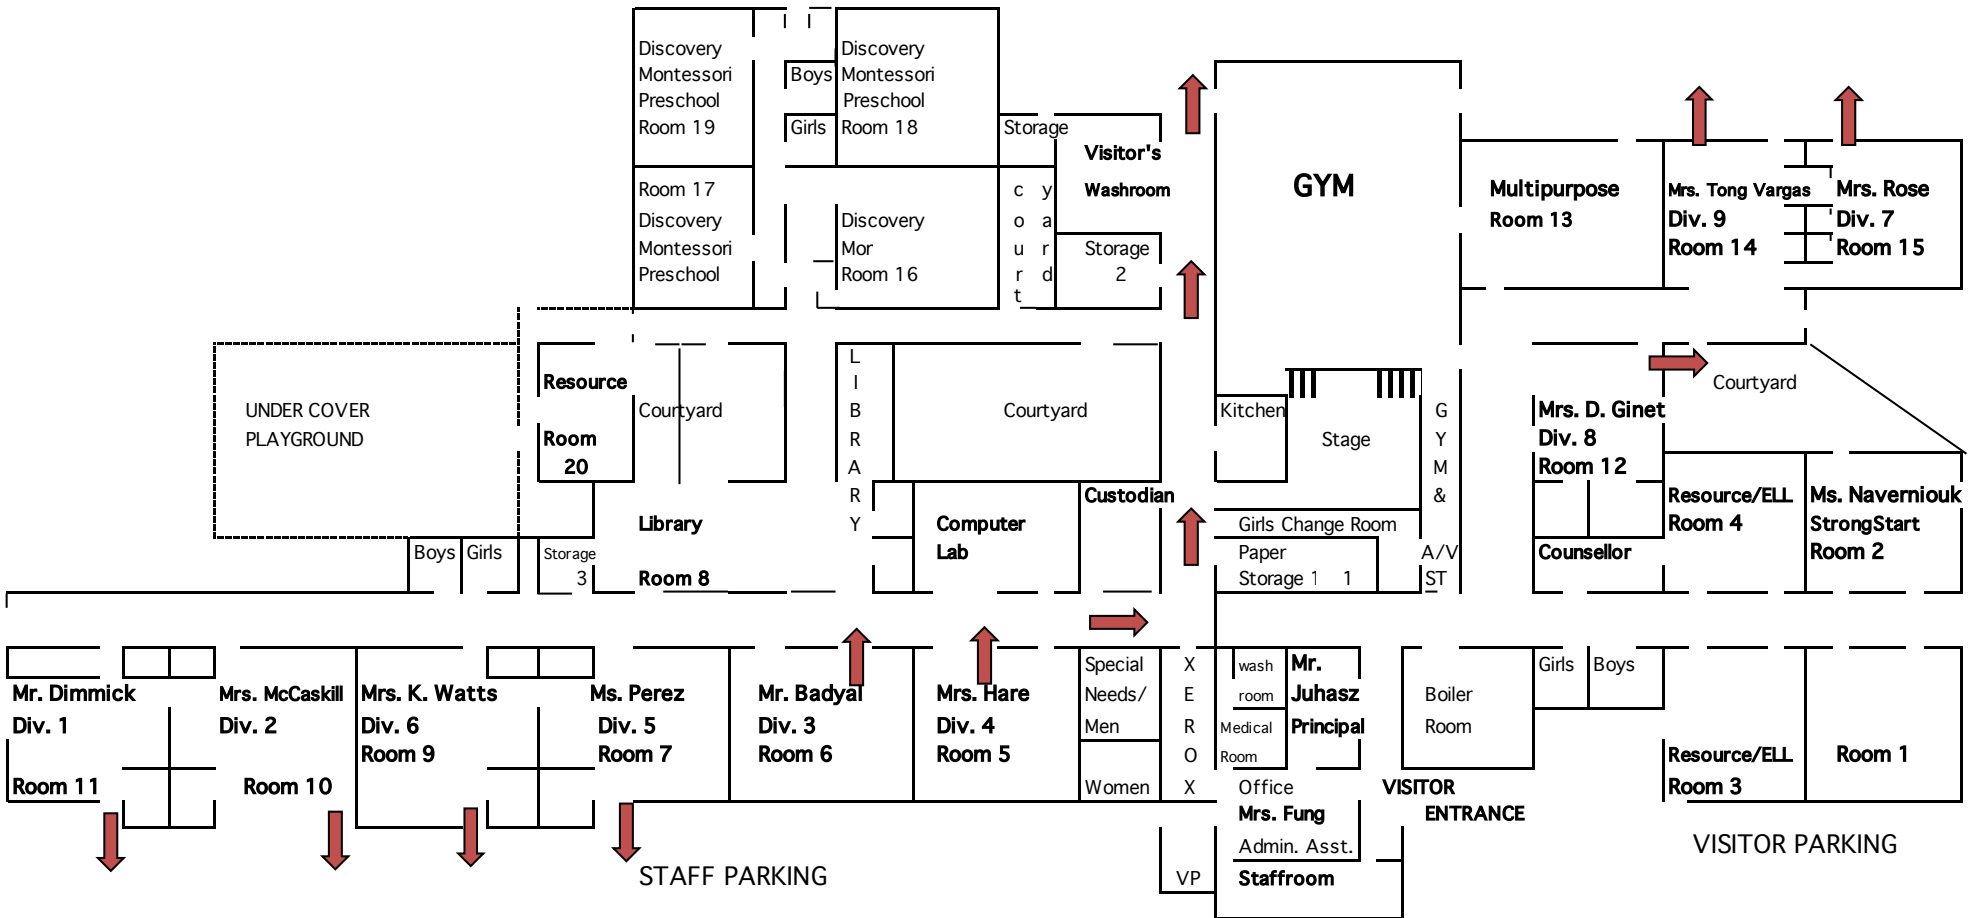 Discovery
Montessori
Preschool
Room 19
Boys
Girls
Discovery
Montessori
Preschool
Room 18
Storage
Visitor's
Washroom
Room 17
Discovery
Montessori
Preschool
Discovery
Mor
Room 16
c y
o a
u r
r d
t
Storage
2
GYM
Multipurpose
Room 13
Mrs. Tong Vargas
Div. 9
Room 14
Mrs. Rose
Div. 7
Room 15
UNDER COVER
PLAYGROUND
Resource
Room
20
Courtyard
L
I
B
R
A
R
Y
Courtyard
Kitchen
Stage
G
Y
M
&
A/V
ST
Mrs. D. Ginet
Div. 8
Room 12
Courtyard
Boys
Girls
Storage
3
Library
Room 8
Computer
Lab
Custodian
Girls Change Room
Paper
Storage 1 1
Counsellor
Resource/ELL
Room 4
Ms. Naverniouk
StrongStart
Room 2
Mr. Dimmick
Div. 1
Room 11
Mrs. McCaskill
Div. 2
Room 10
Mrs. K. Watts
Div. 6
Room 9
Ms. Perez
Div. 5
Room 7
Mr. Badyal
Div. 3
Room 6
Mrs. Hare
Div. 4
Room 5
Special
Needs/
Men
Women
X
E
R
O
X
wash
room
Medical
Room
Mr.
Juhasz
Principal
Office
Mrs. Fung
Admin. Asst.
VP
Staffroom
Boiler
Room
VISITOR
ENTRANCE
Girls
Boys
Resource/ELL
Room 3
Room 1
STAFF PARKING
VISITOR PARKING